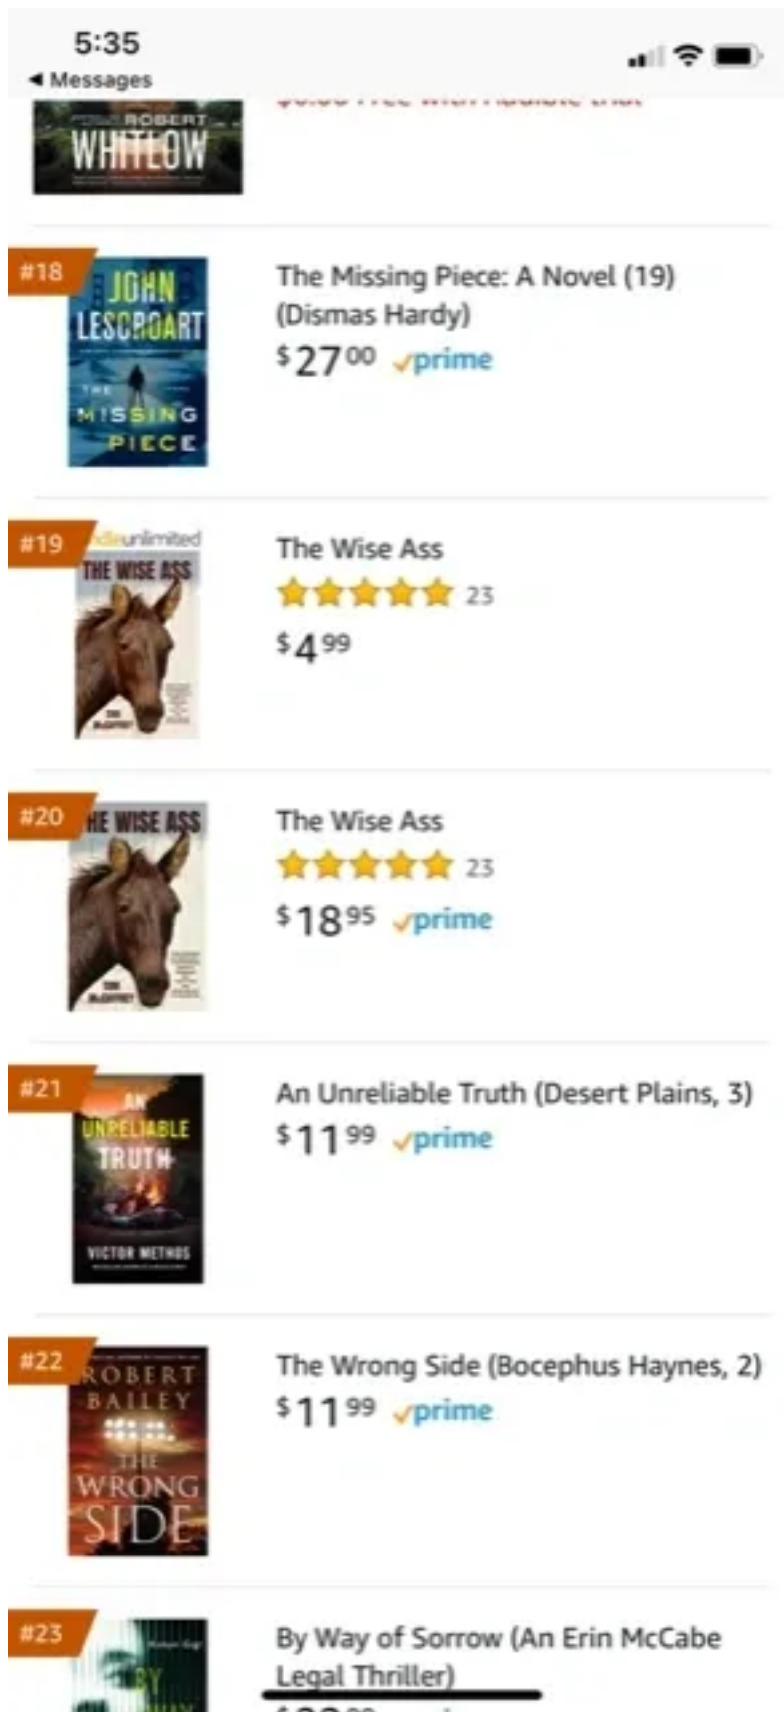 5:35
Messages
ROBERT
WHITLOW
#18
JOHN
LESCROART
THE
MISSING
PIECE
The Missing Piece: A Novel (19)
(Dismas Hardy)
$27 00 prime
#19
unlimited
THE WISE ASS
The Wise Ass
23
$4 99
#20
HE WISE ASS
The Wise Ass
23
$18 95 prime
#21
AN
UNRELIABLE
TRUTH
VICTOR METHOS
An Unreliable Truth (Desert Plains, 3)
$11 99 prime
#22
ROBERT
BAILEY
THE
WRONG
SIDE
The Wrong Side (Bocephus Haynes, 2)
$11 99 prime
#23
BY
By Way of Sorrow (An Erin McCabe
Legal Thriller)